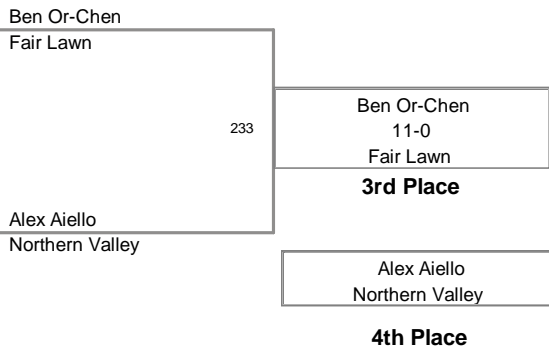 Ben Or-Chen
Fair Lawn
233
Ben Or-Chen
11-0
Fair Lawn
3rd Place
Alex Aiello
Northern Valley
Alex Aiello
Northern Valley
4th Place